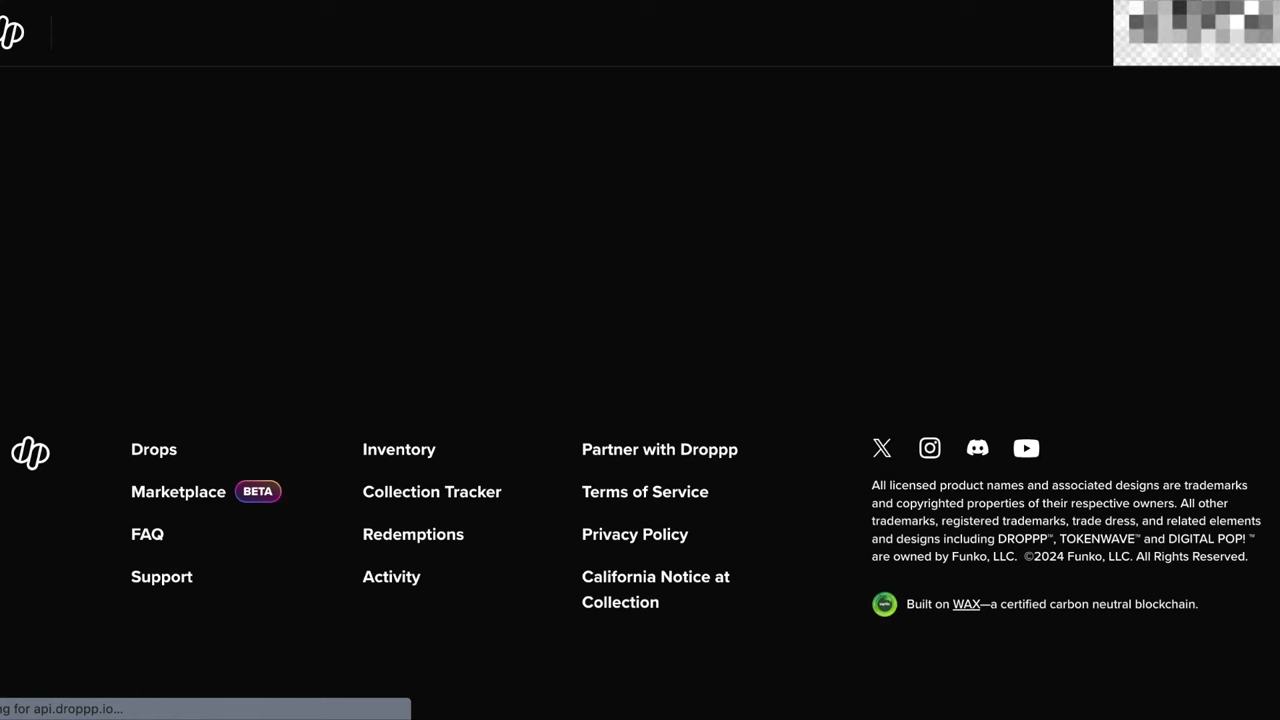 Drops
Marketplace BETA
FAQ
Support
Inventory
Collection Tracker
Redemptions
Activity
Partner with Droppp
Terms of Service
Privacy Policy
California Notice at
Collection
All licensed product names and associated designs are trademarks
and copyrighted properties of their respective owners. All other
trademarks, registered trademarks, trade dress, and related elements
and designs including DROPPP™, TOKENWAVE™ and DIGITAL POP! ™
are owned by Funko, LLC. ©2024 Funko, LLC. All Rights Reserved.
Built on WAX—a certified carbon neutral blockchain.
ng for api.droppp.io...